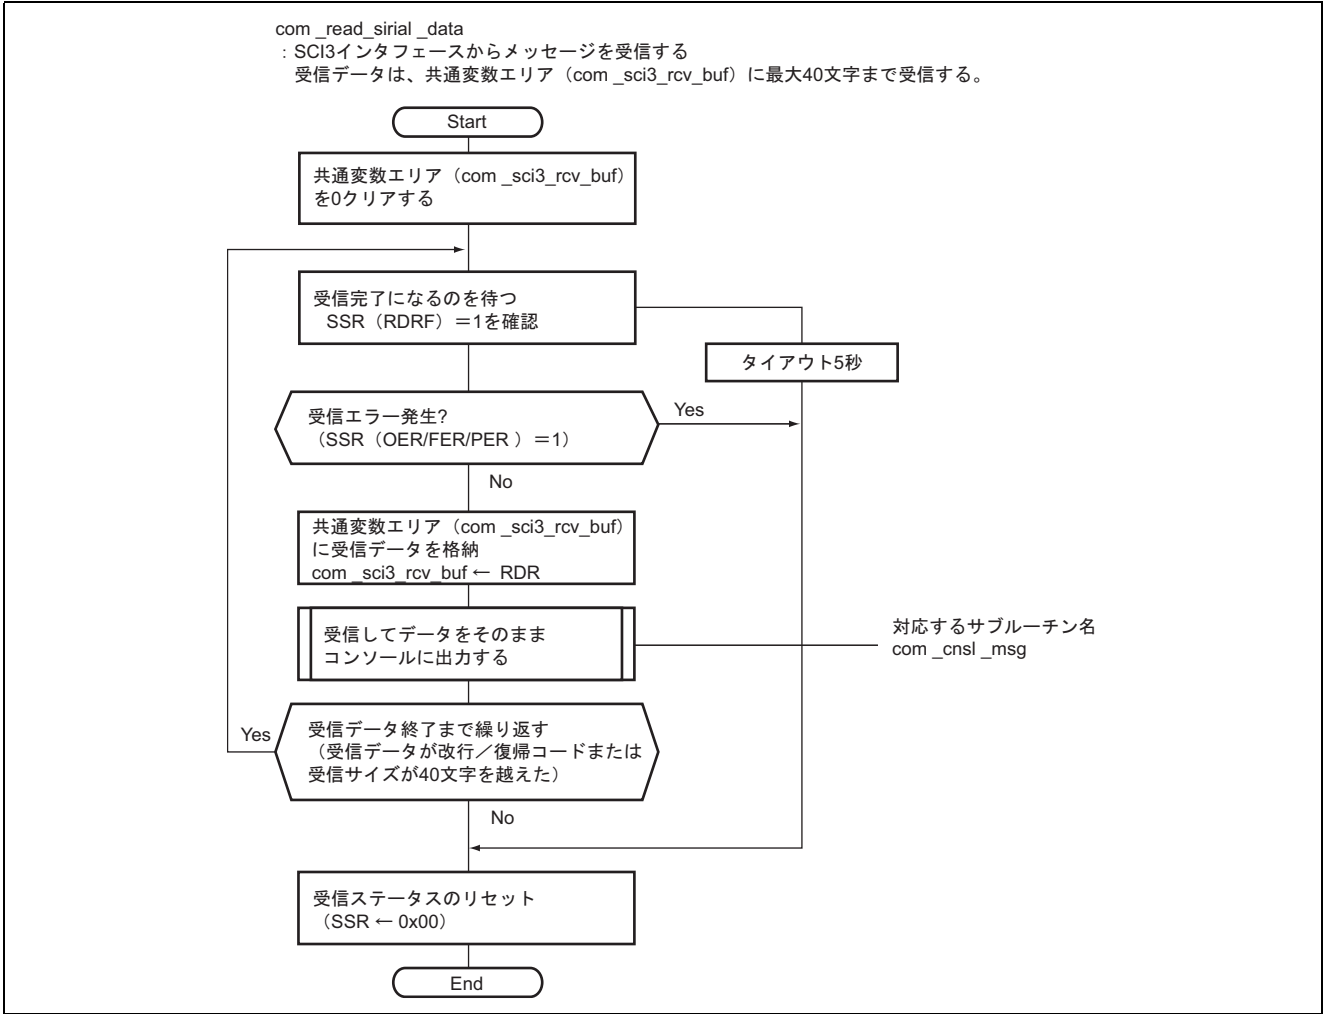 com _read_sirial _data
：SCI3インタフェースからメッセージを受信する
受信データは、共通変数エリア（com _sci3_rcv_buf）に最大40文字まで受信する。
Start
共通変数エリア（com _sci3_rcv_buf）
を0クリアする
受信完了になるのを待つ
SSR（RDRF）＝1を確認
タイアウト5秒
受信エラー発生?
（SSR（OER/FER/PER ）＝1）
Yes
No
共通変数エリア（com _sci3_rcv_buf）
に受信データを格納
com _sci3_rcv_buf ← RDR
受信してデータをそのまま
コンソールに出力する
対応するサブルーチン名
com _cnsl _msg
Yes
受信データ終了まで繰り返す
（受信データが改行／復帰コードまたは
受信サイズが40文字を越えた）
No
受信ステータスのリセット
（SSR ← 0x00）
End